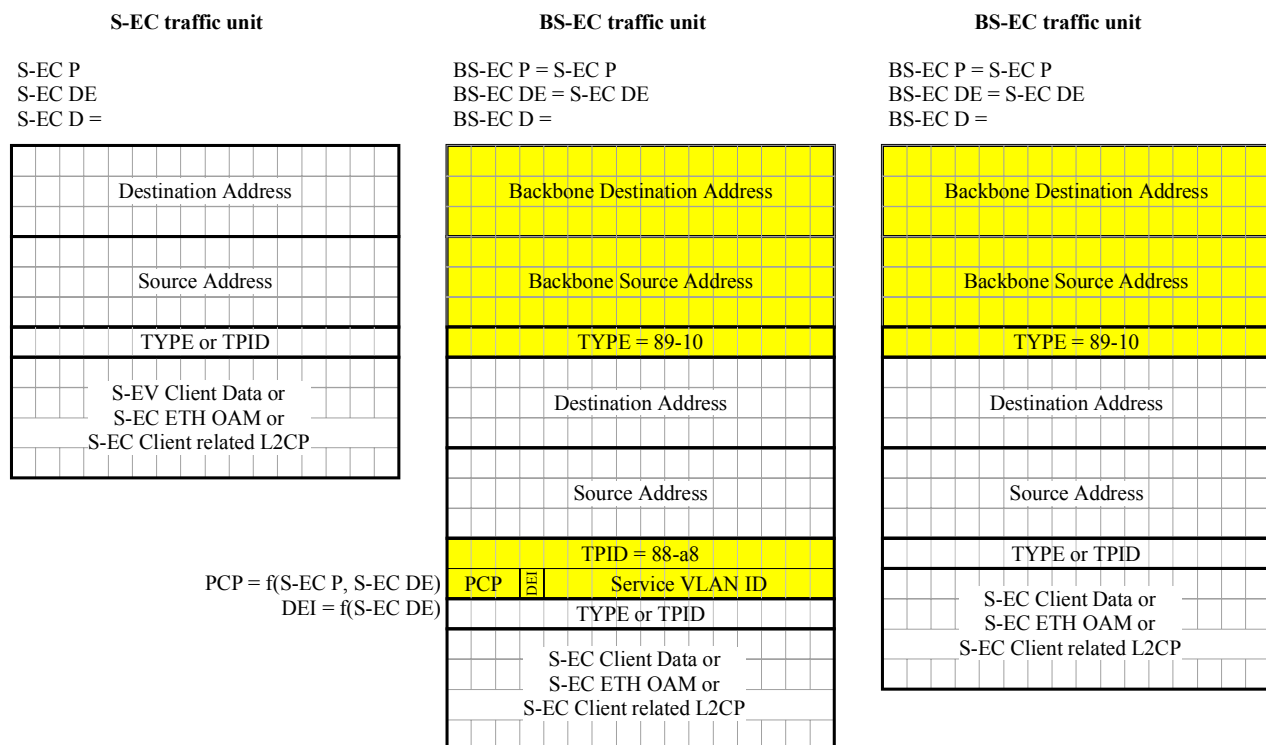 S-EC traffic unit
S-EC P
S-EC DE
S-EC D =
Destination Address
Source Address
TYPE or TPID
S-EV Client Data or
S-EC ETH OAM or
S-EC Client related L2CP
BS-EC traffic unit
BS-EC P = S-EC P
BS-EC DE = S-EC DE
BS-EC D =
Backbone Destination Address
Backbone Source Address
TYPE = 89-10
Destination Address
Source Address
TPID = 88-a8
PCP = f(S-EC P, S-EC DE)
DEI = f(S-EC DE)
PCP DEI Service VLAN ID
TYPE or TPID
S-EC Client Data or
S-EC ETH OAM or
S-EC Client related L2CP
BS-EC traffic unit
BS-EC P = S-EC P
BS-EC DE = S-EC DE
BS-EC D =
Backbone Destination Address
Backbone Source Address
TYPE = 89-10
Destination Address
Source Address
TYPE or TPID
S-EC Client Data or
S-EC ETH OAM or
S-EC Client related L2CP